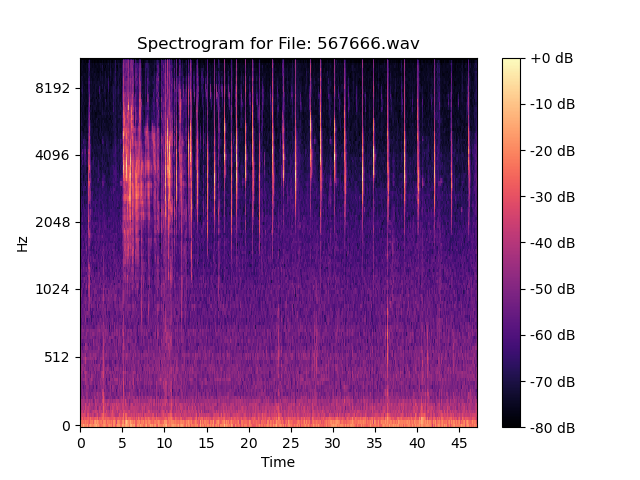 Spectrogram for File: 567666.wav
8192
4096
2048
1024
512
0
Hz
0 5 10 15 20 25 30 35 40 45
Time
+0 dB
-10 dB
-20 dB
-30 dB
-40 dB
-50 dB
-60 dB
-70 dB
-80 dB